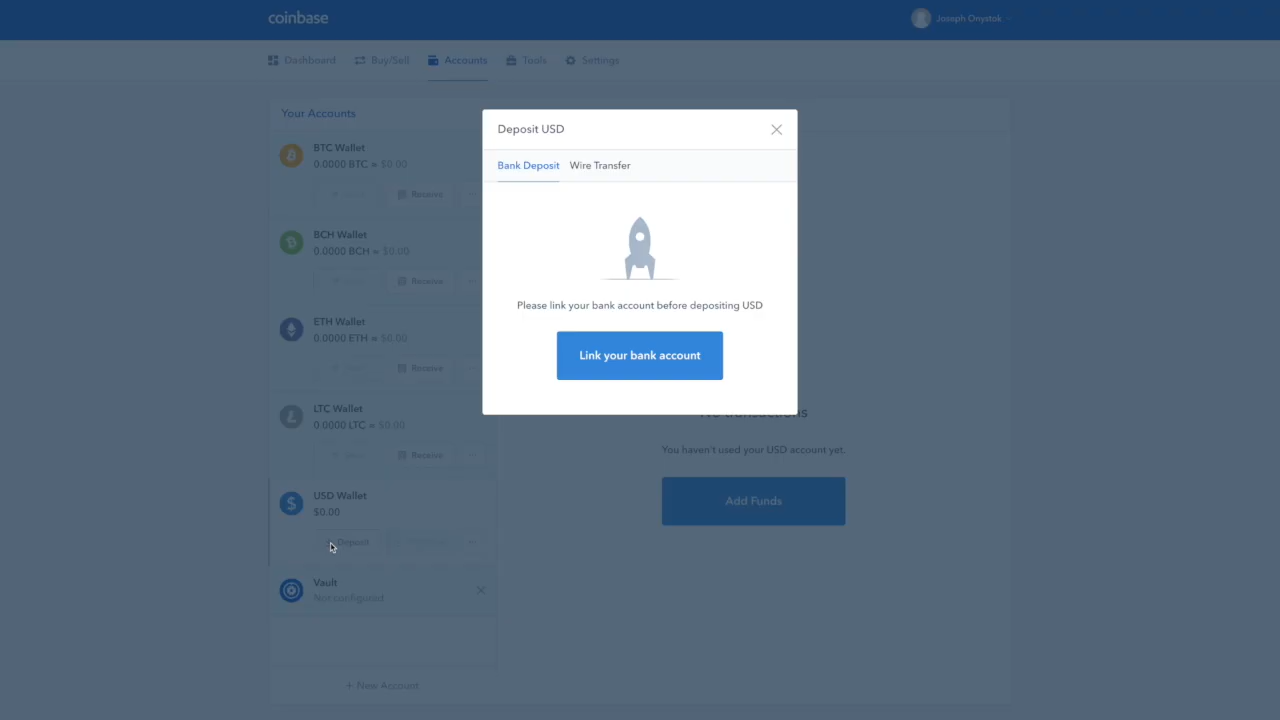 coinbase
Joseph Onystok
Dashboard
Buy/Sell
Accounts
Tools
Settings
Your Accounts
BTC Wallet
0.0000 BTC ≈ $0.00
Receive
BCH Wallet
0.0000 BCH ≈ $0.00
Receive
ETH Wallet
0.0000 ETH ≈ $0.00
Receive
LTC Wallet
0.0000 LTC ≈ $0.00
Receive
USD Wallet
$0.00
Deposit
Vault
Not configured
+ New Account
Deposit USD
Bank Deposit
Wire Transfer
Please link your bank account before depositing USD
Link your bank account
No transactions
You haven't used your USD account yet.
Add Funds